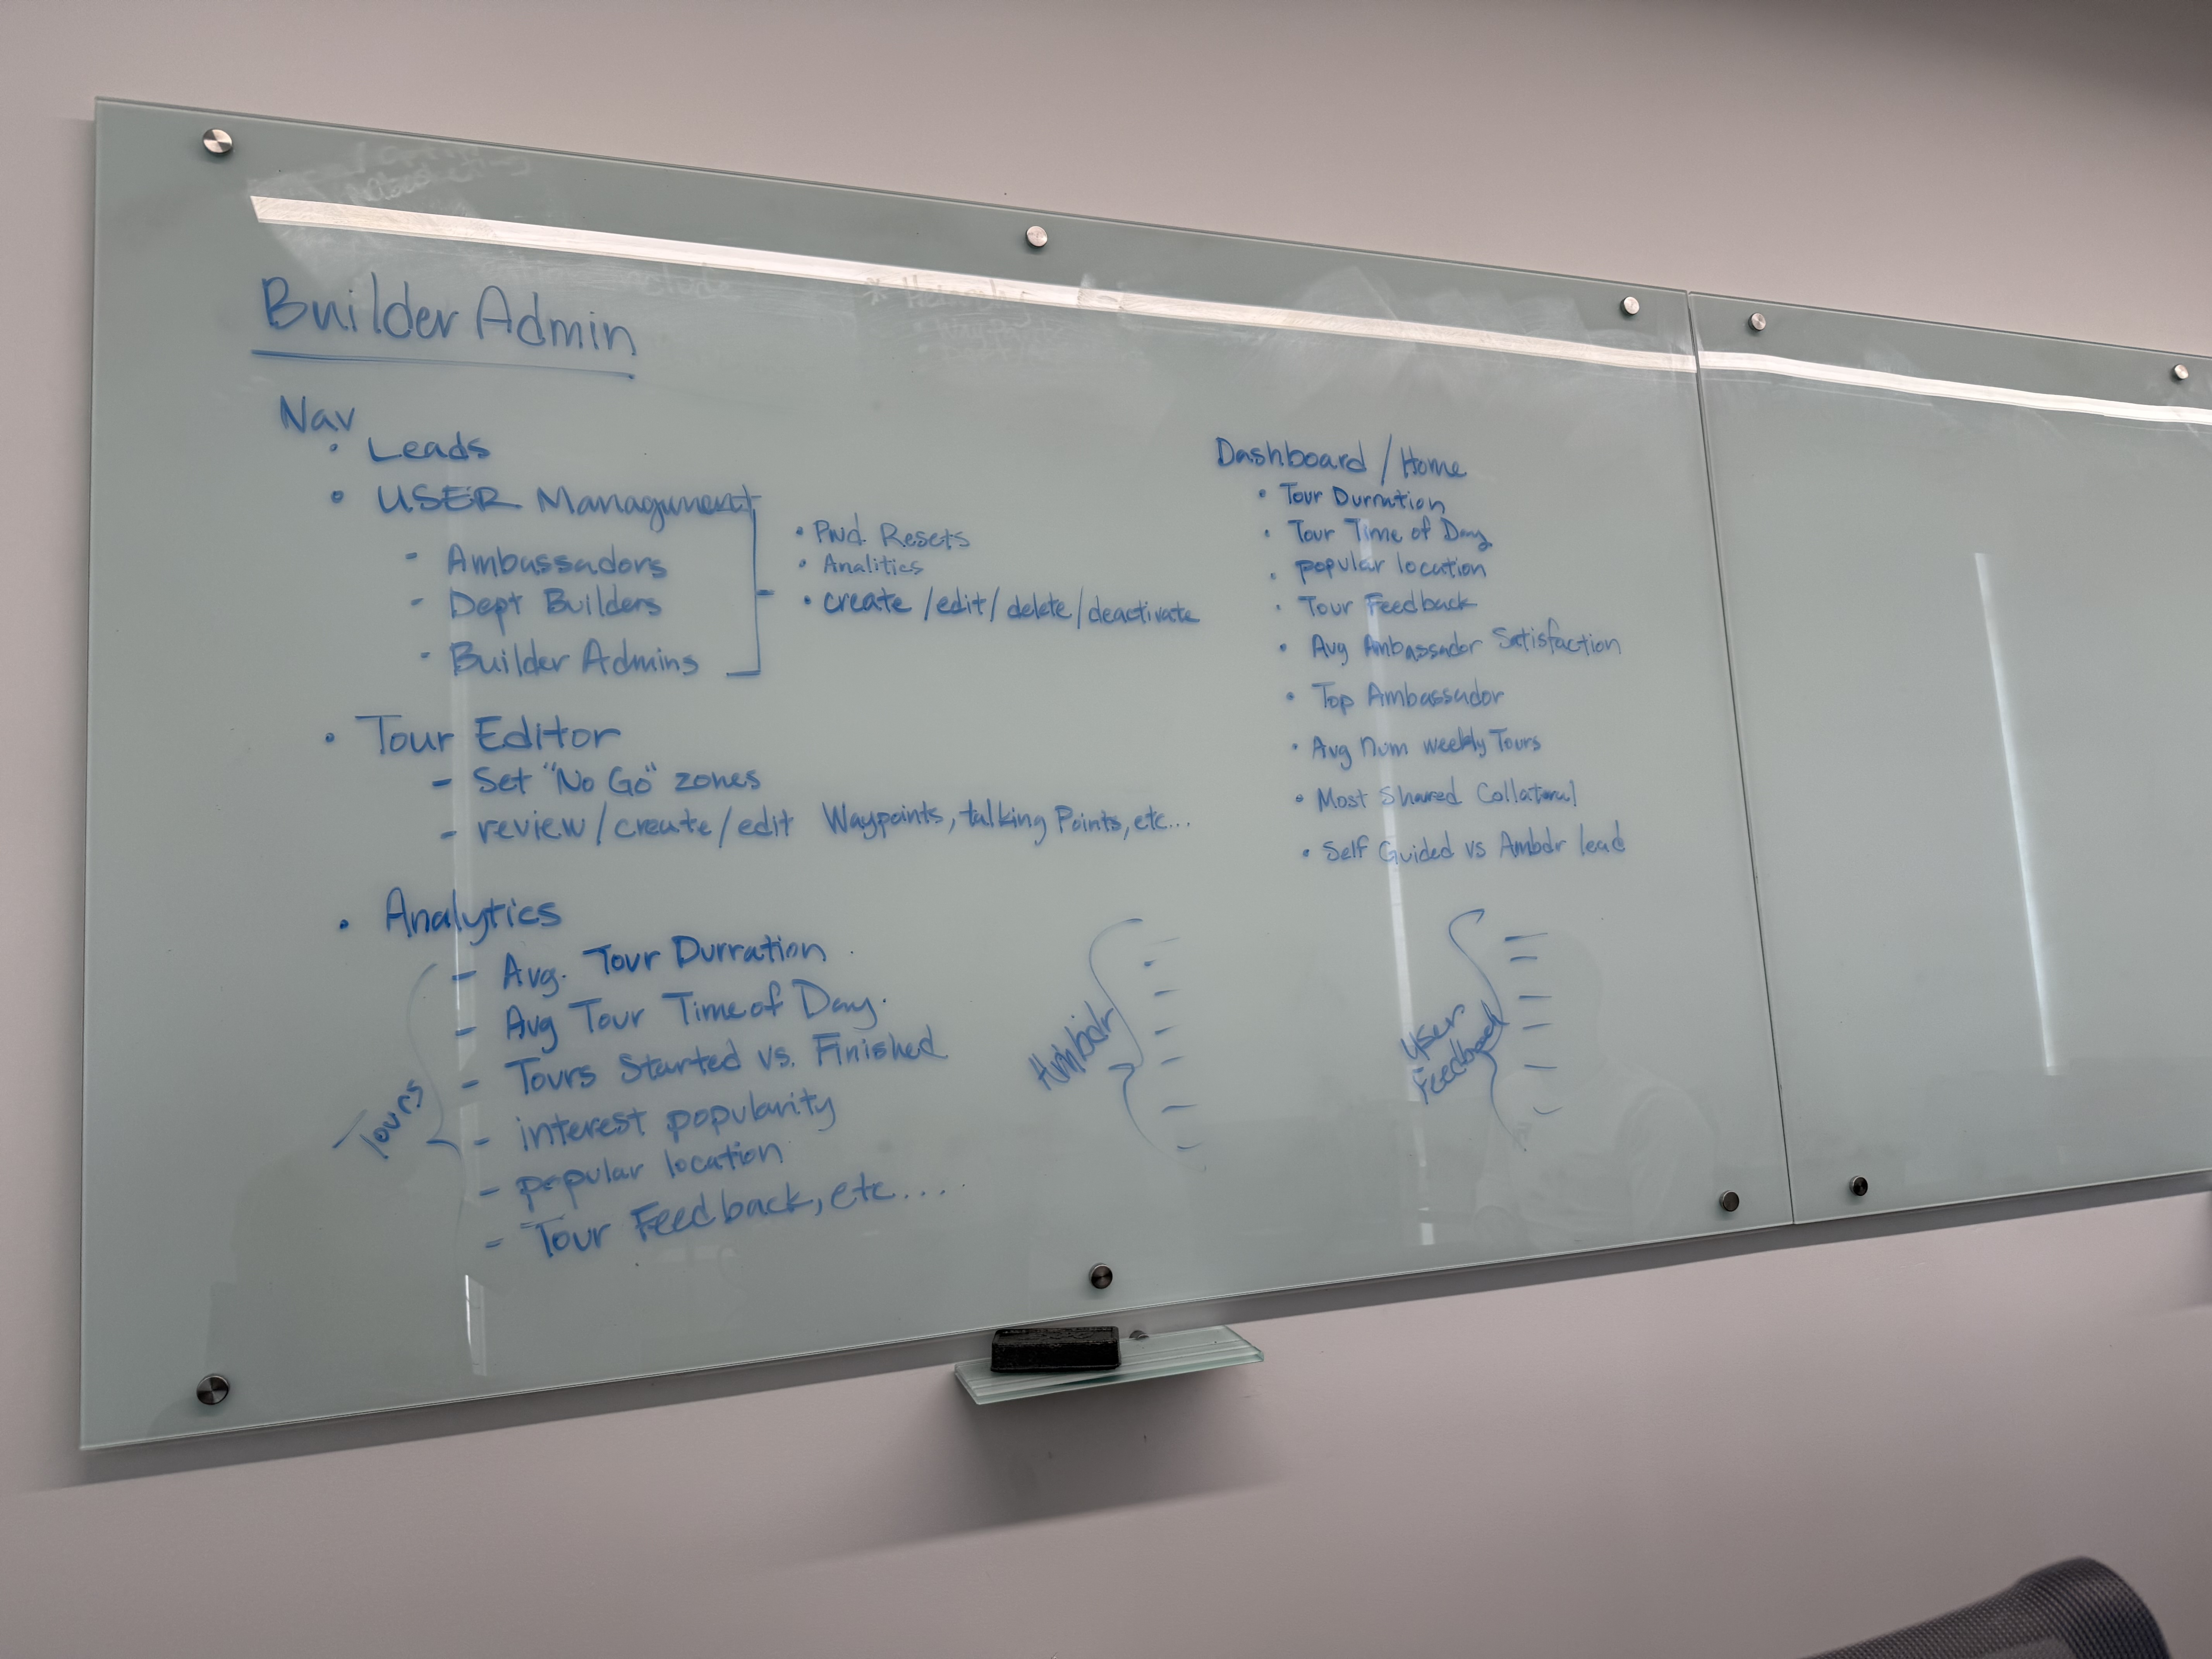 Builder Admin
Nav
• Leads
• USER Management
- Ambassadors
- Dept Builders
- Builder Admins
• Pwd. Resets
• Analitics
• create/edit/delete/deactivate
• Tour Editor
- Set "No Go" zones
- review/create/edit Waypoints, talking Points, etc...
• Analytics
Tours
- Avg. Tour Durration
- Avg Tour Time of Day
- Tours Started vs. Finished
- interest popularity
- popular location
- Tour Feedback, etc....
Ambdr
User
Feedback
Dashboard/Home
• Tour Durration
• Tour Time of Day
• popular location
• Tour Feedback
• Avg Ambassador Satisfaction
• Top Ambassador
• Avg num weekly Tours
• Most Shared Collateral
• Self Guided vs Ambdr lead